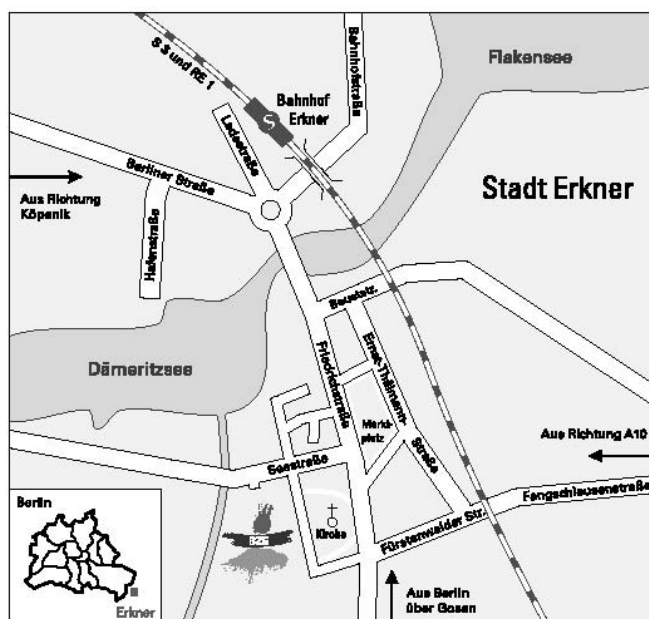 S 3 und RE 1
Bahnhofstraße
Flakensee
Bahnhof
Erkner
S
Ladestraße
Berliner Straße
Aus Richtung
Köpenik
Stadt Erkner
Hafenstraße
Beuststr.
Dämeritzsee
Friedrichstraße
Ernst-Thälmann-
Straße
Markt-
platz
Aus Richtung A10
Seestraße
Fangschleusenstraße
Berlin
Kirche
Fürstenwalder Str.
Erkner
Aus Berlin
über Gosen